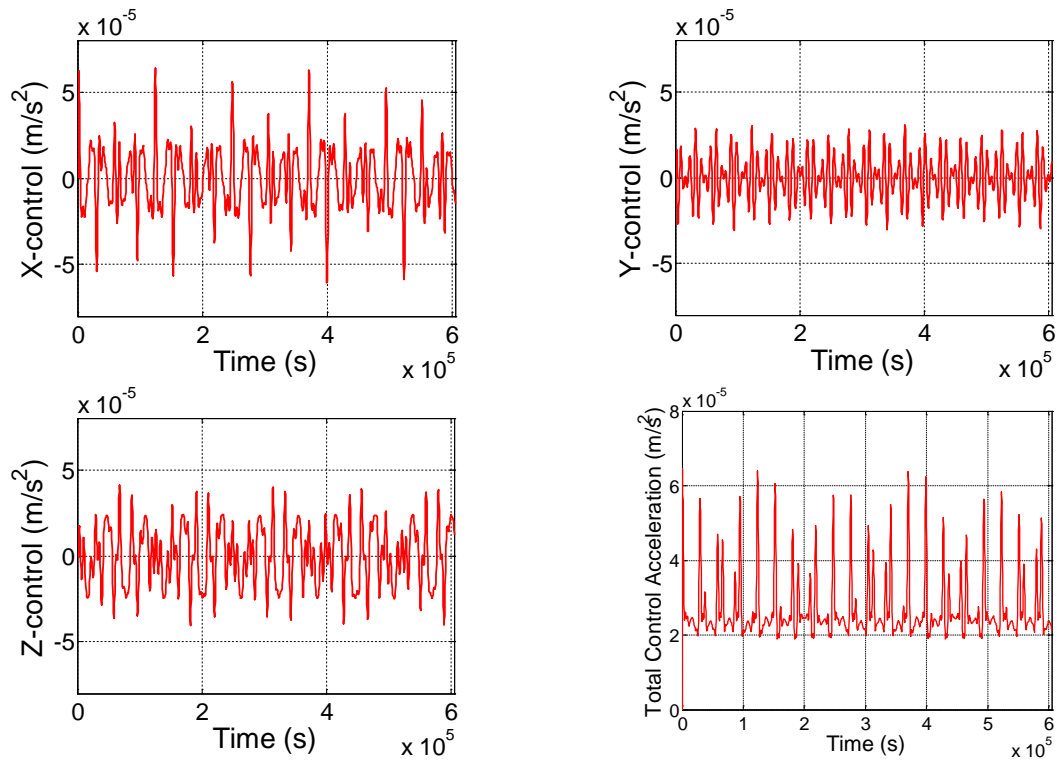 x 10^-5
X-control (m/s^2)
5
0
-5
0 2 4 6
Time (s)
x 10^5
x 10^-5
Y-control (m/s^2)
5
0
-5
0 2 4 6
Time (s)
x 10^5
x 10^-5
Z-control (m/s^2)
5
0
-5
0 2 4 6
Time (s)
x 10^5
x 10^-5
Total Control Acceleration (m/s^2)
8
6
4
2
0
0 1 2 3 4 5 6
Time (s)
x 10^5